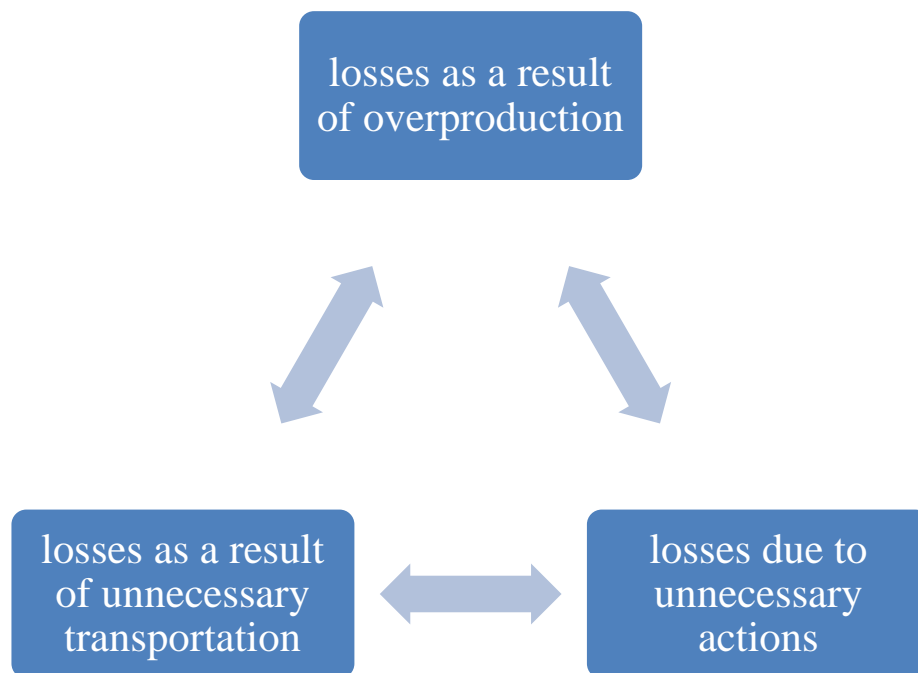 losses as a result
of overproduction
losses as a result
of unnecessary
transportation
losses due to
unnecessary
actions